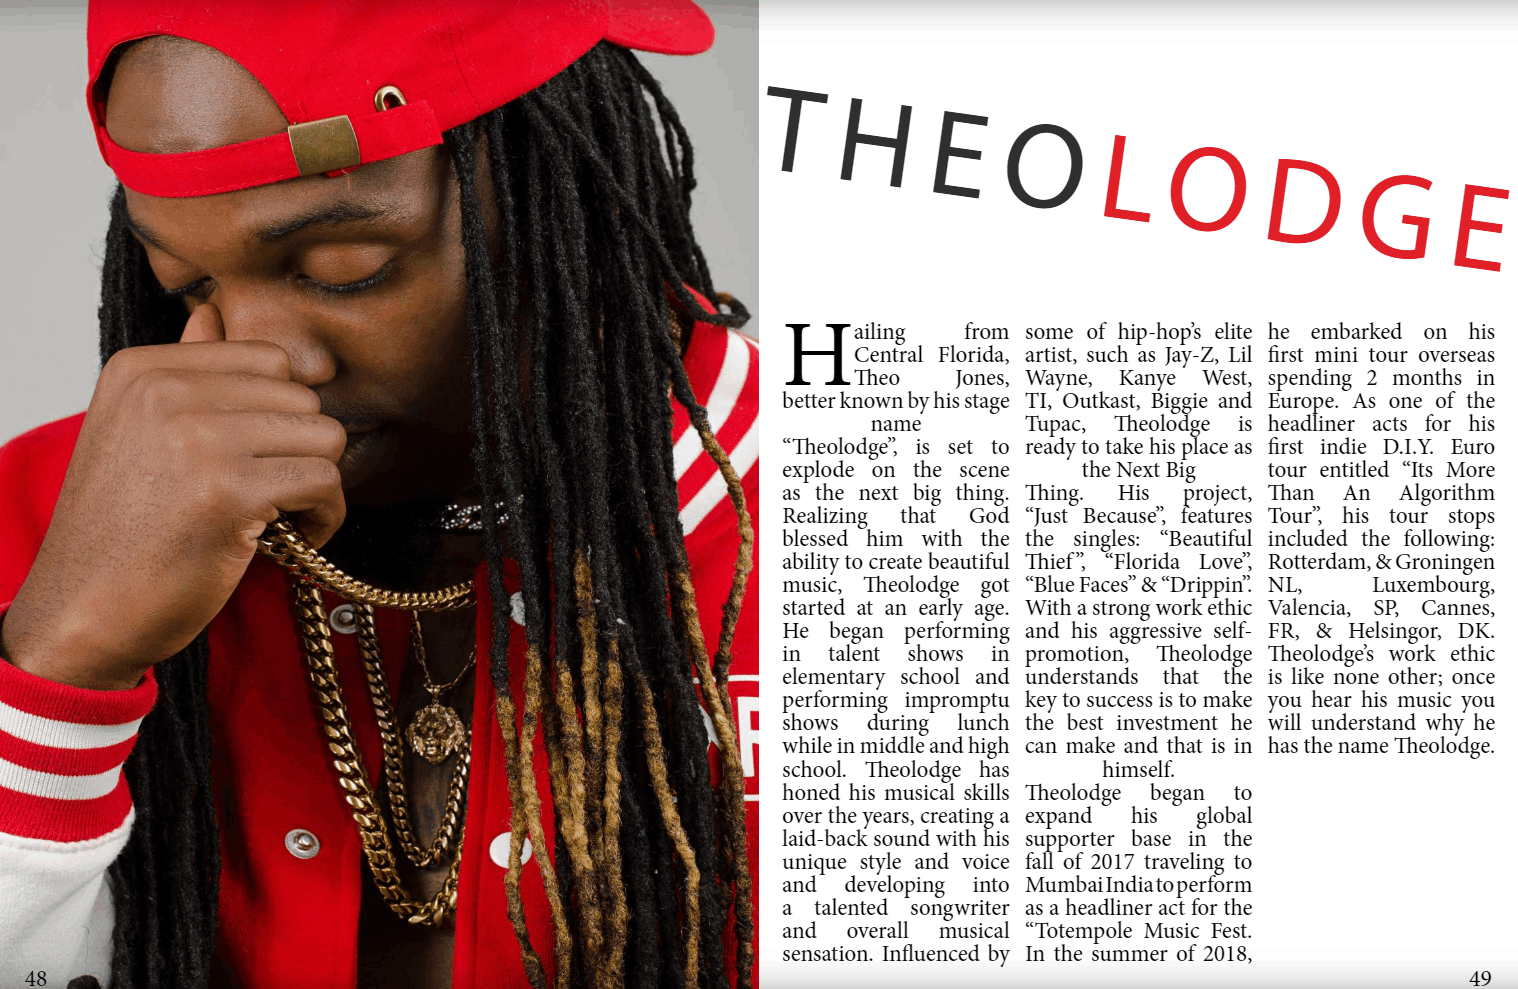 THEOLODGE
Hailing from
Central Florida,
Theo Jones,
better known by his stage
name
“Theolodge”, is set to
explode on the scene
as the next big thing.
Realizing that God
blessed him with the
ability to create beautiful
music, Theolodge got
started at an early age.
He began performing
in talent shows in
elementary school and
performing impromptu
shows during lunch
while in middle and high
school. Theolodge has
honed his musical skills
over the years, creating a
laid-back sound with his
unique style and voice
and developing into
a talented songwriter
and overall musical
sensation. Influenced by
some of hip-hop’s elite
artist, such as Jay-Z, Lil
Wayne, Kanye West,
TI, Outkast, Biggie and
Tupac, Theolodge is
ready to take his place as
the Next Big
Thing. His project,
“Just Because”, features
the singles: “Beautiful
Thief”, “Florida Love”,
“Blue Faces” & “Drippin”.
With a strong work ethic
and his aggressive self-
promotion, Theolodge
understands that the
key to success is to make
the best investment he
can make and that is in
himself.
Theolodge began to
expand his global
supporter base in the
fall of 2017 traveling to
Mumbai India to perform
as a headliner act for the
“Totempole Music Fest.
In the summer of 2018,
he embarked on his
first mini tour overseas
spending 2 months in
Europe. As one of the
headliner acts for his
first indie D.I.Y. Euro
tour entitled “Its More
Than An Algorithm
Tour”, his tour stops
included the following:
Rotterdam, & Groningen
NL, Luxembourg,
Valencia, SP, Cannes,
FR, & Helsingor, DK.
Theolodge’s work ethic
is like none other; once
you hear his music you
will understand why he
has the name Theolodge.
48
49